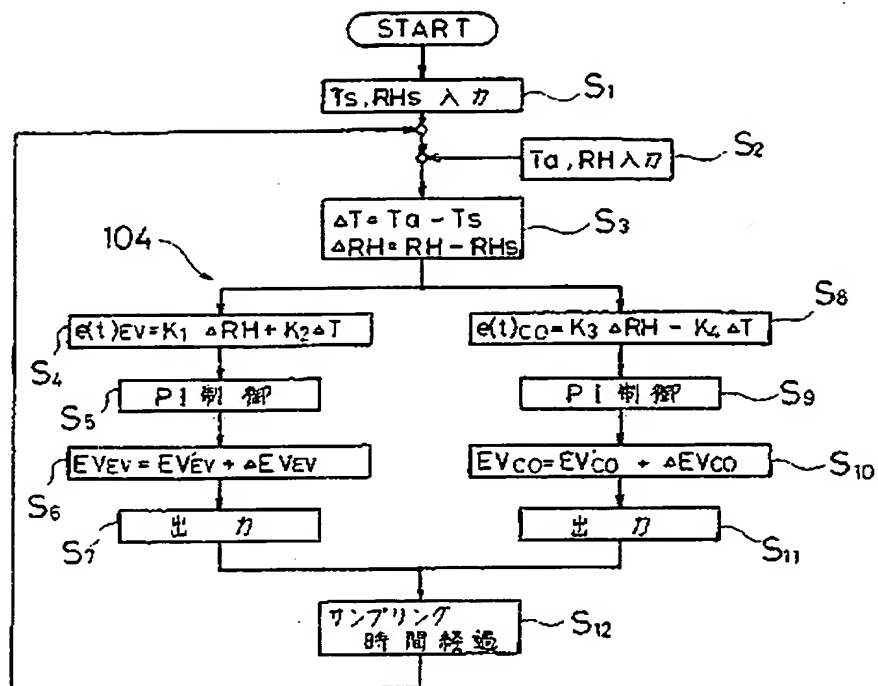 START
Ts, RHs 入力
S1
Ta, RH入力
S2
ΔT = Ta - Ts
ΔRH = RH - RHs
S3
104
e(t)EV = K1 ΔRH + K2 ΔT
S4
e(t)CO = K3 ΔRH - K4 ΔT
S8
PI 制御
S5
PI 制御
S9
EVEV = EV'EV + ΔEVEV
S6
EVCO = EV'CO + ΔEVCO
S10
出 力
S7
出 力
S11
サンプリング
時間経過
S12